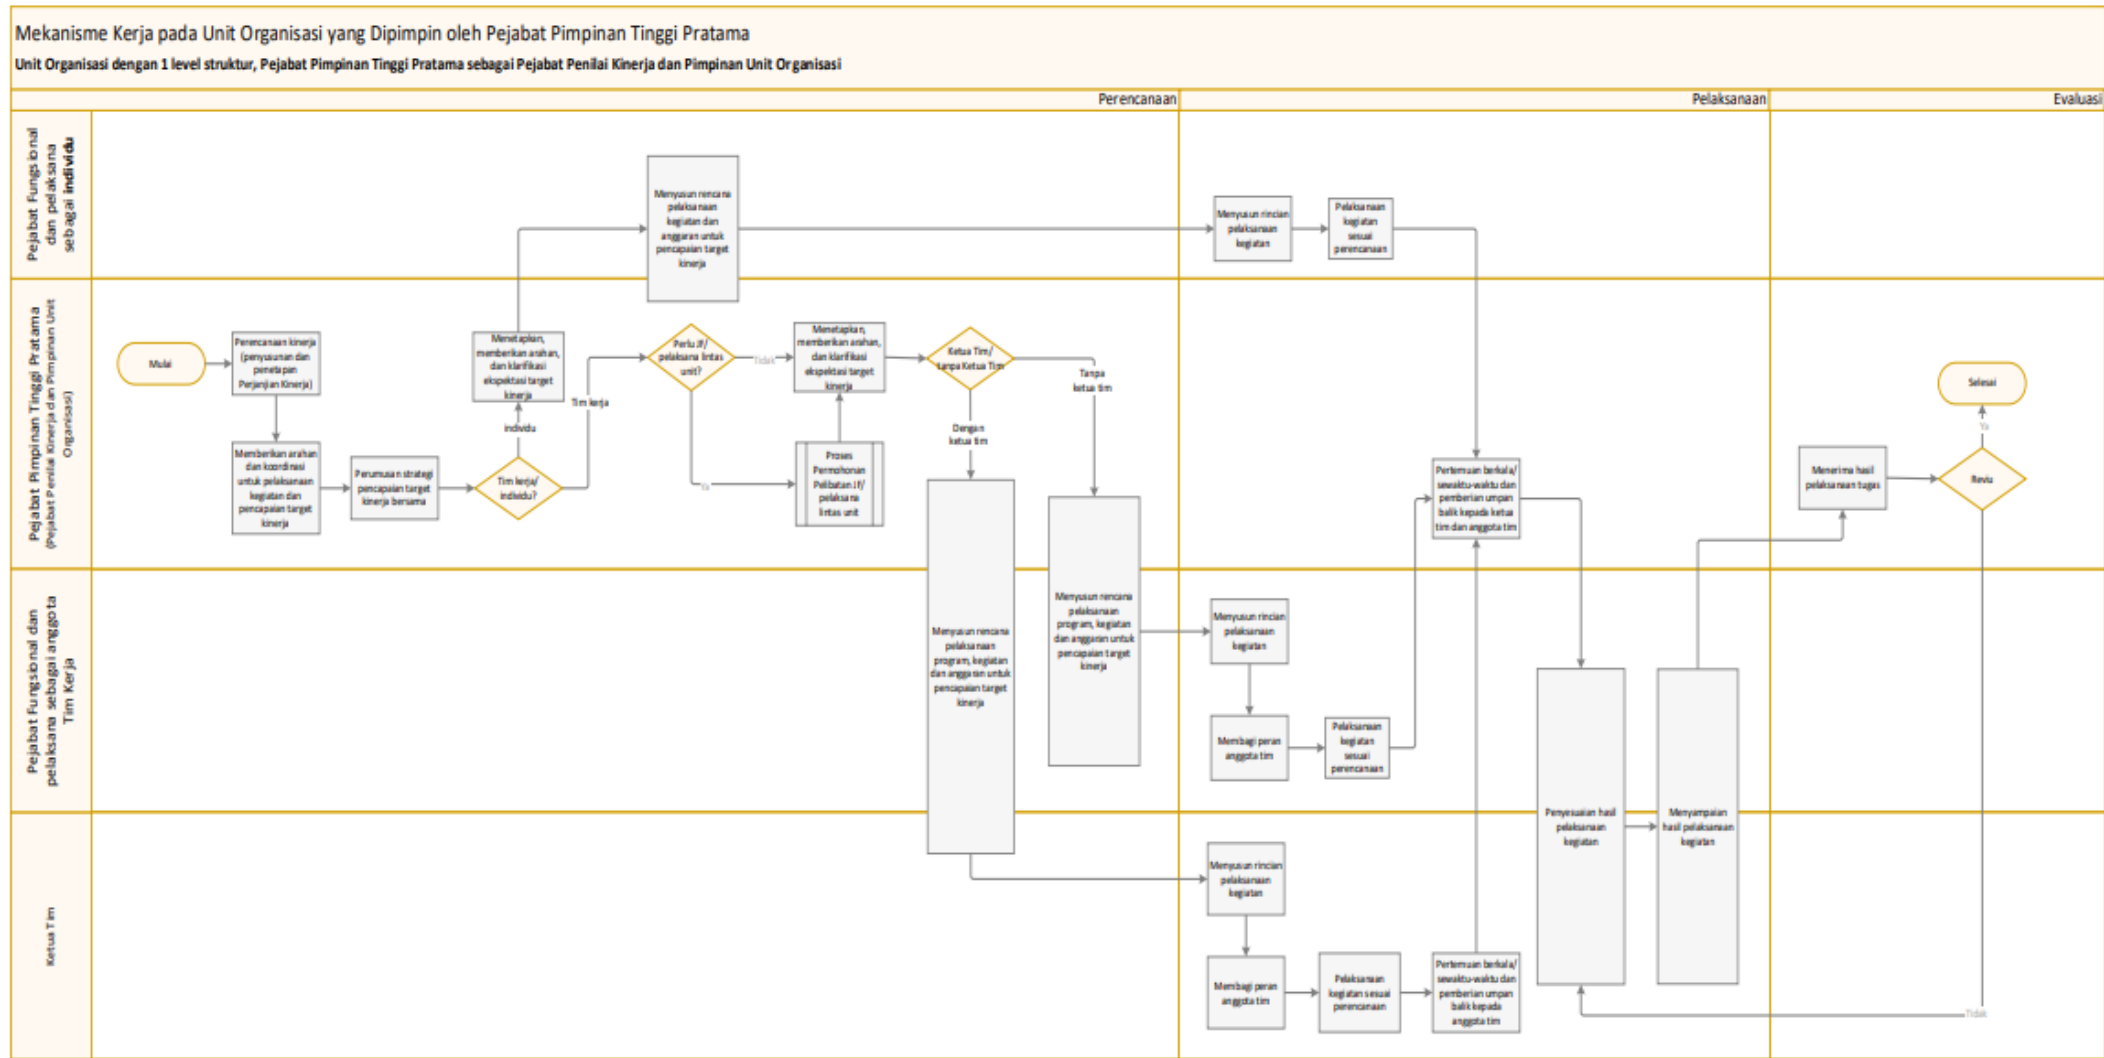 Mekanisme Kerja pada Unit Organisasi yang Dipimpin oleh Pejabat Pimpinan Tinggi Pratama
Unit Organisasi dengan 1 level struktur, Pejabat Pimpinan Tinggi Pratama sebagai Pejabat Penilai Kinerja dan Pimpinan Unit Organisasi
Perencanaan
Pelaksanaan
Evaluasi
Pejabat Fungsional
dan pelaksana
sebagai individu
Menyusun rencana
pelaksanaan
kegiatan dan
anggaran untuk
pencapaian target
kinerja
Menyusun rincian
pelaksanaan
kegiatan
Pelaksanaan
kegiatan
sesuai
perencanaan
Pejabat Pimpinan Tinggi Pratama
(Pejabat Penilai Kinerja dan Pimpinan Unit
Organisasi)
Mulai
Perencanaan kinerja
(penyusunan dan
penetapan
Perjanjian Kinerja)
Memberikan arahan
dan koordinasi
untuk pelaksanaan
kegiatan dan
pencapaian target
kinerja
Perumusan strategi
pencapaian target
kinerja bersama
Tim kerja/
individu?
individu
Menetapkan,
memberikan arahan,
dan klarifikasi
ekspektasi target
kinerja
Tim kerja
Perlu JF/
pelaksana lintas
unit?
Tidak
Ya
Menetapkan,
memberikan arahan,
dan klarifikasi
ekspektasi target
kinerja
Proses
Permohonan
Pelibatan JF/
pelaksana
lintas unit
Ketua Tim/
tanpa Ketua Tim
Dengan
ketua tim
Tanpa
ketua tim
Pertemuan berkala/
sewaktu-waktu dan
pemberian umpan
balik kepada ketua
tim dan anggota tim
Menerima hasil
pelaksanaan tugas
Reviu
Ya
Selesai
Tidak
Pejabat Fungsional dan
pelaksana sebagai anggota
Tim Kerja
Menyusun rencana
pelaksanaan
program, kegiatan
dan anggaran untuk
pencapaian target
kinerja
Menyusun rencana
pelaksanaan
program, kegiatan
dan anggaran untuk
pencapaian target
kinerja
Menyusun rincian
pelaksanaan
kegiatan
Membagi peran
anggota tim
Pelaksanaan
kegiatan
sesuai
perencanaan
Penyesuaian hasil
pelaksanaan
kegiatan
Menyampaian
hasil pelaksanaan
kegiatan
Ketua Tim
Menyusun rincian
pelaksanaan
kegiatan
Membagi peran
anggota tim
Pelaksanaan
kegiatan sesuai
perencanaan
Pertemuan berkala/
sewaktu-waktu dan
pemberian umpan
balik kepada
anggota tim